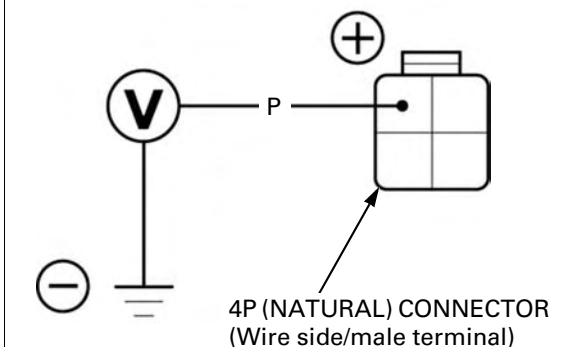 V
P
4P (NATURAL) CONNECTOR
(Wire side/male terminal)